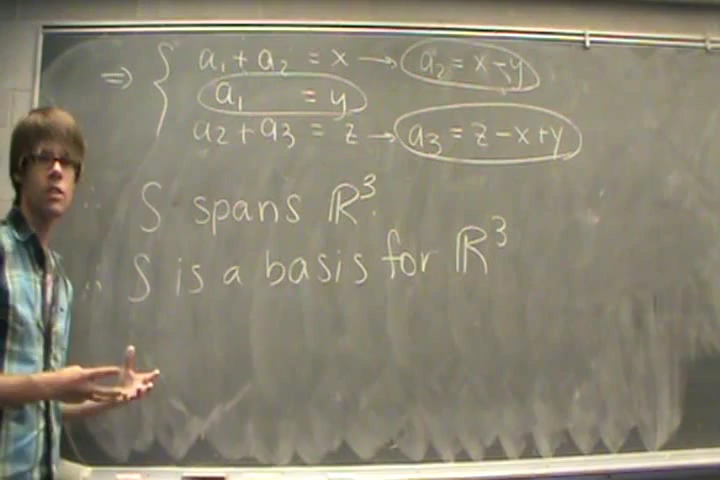 ⇒ { a₁ + a₂ = x → a₂ = x - y
a₁ = y
a₂ + a₃ = z → a₃ = z - x + y
∴ S spans ℝ³.
∴ S is a basis for ℝ³